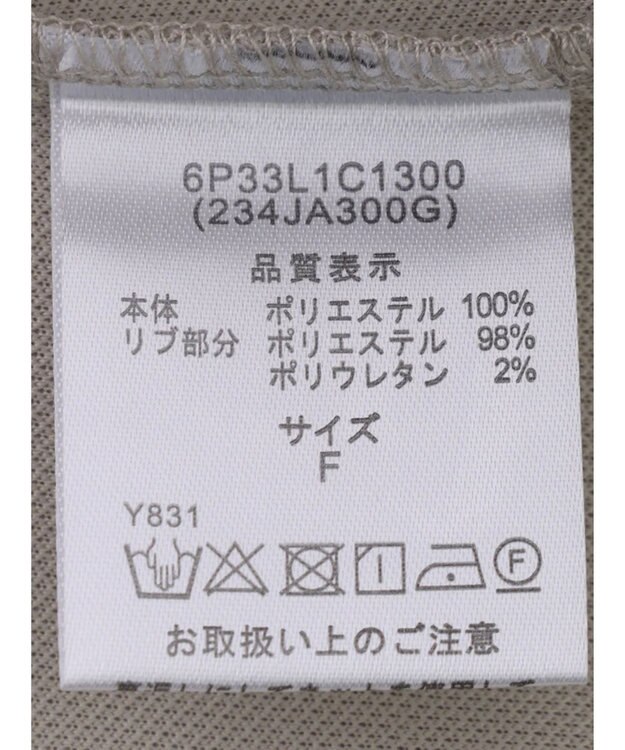 6P33L1C1300
(234JA300G)
品質表示
本体 ポリエステル 100%
リブ部分 ポリエステル 98%
ポリウレタン 2%
サイズ
F
Y831
F
お取扱い上のご注意